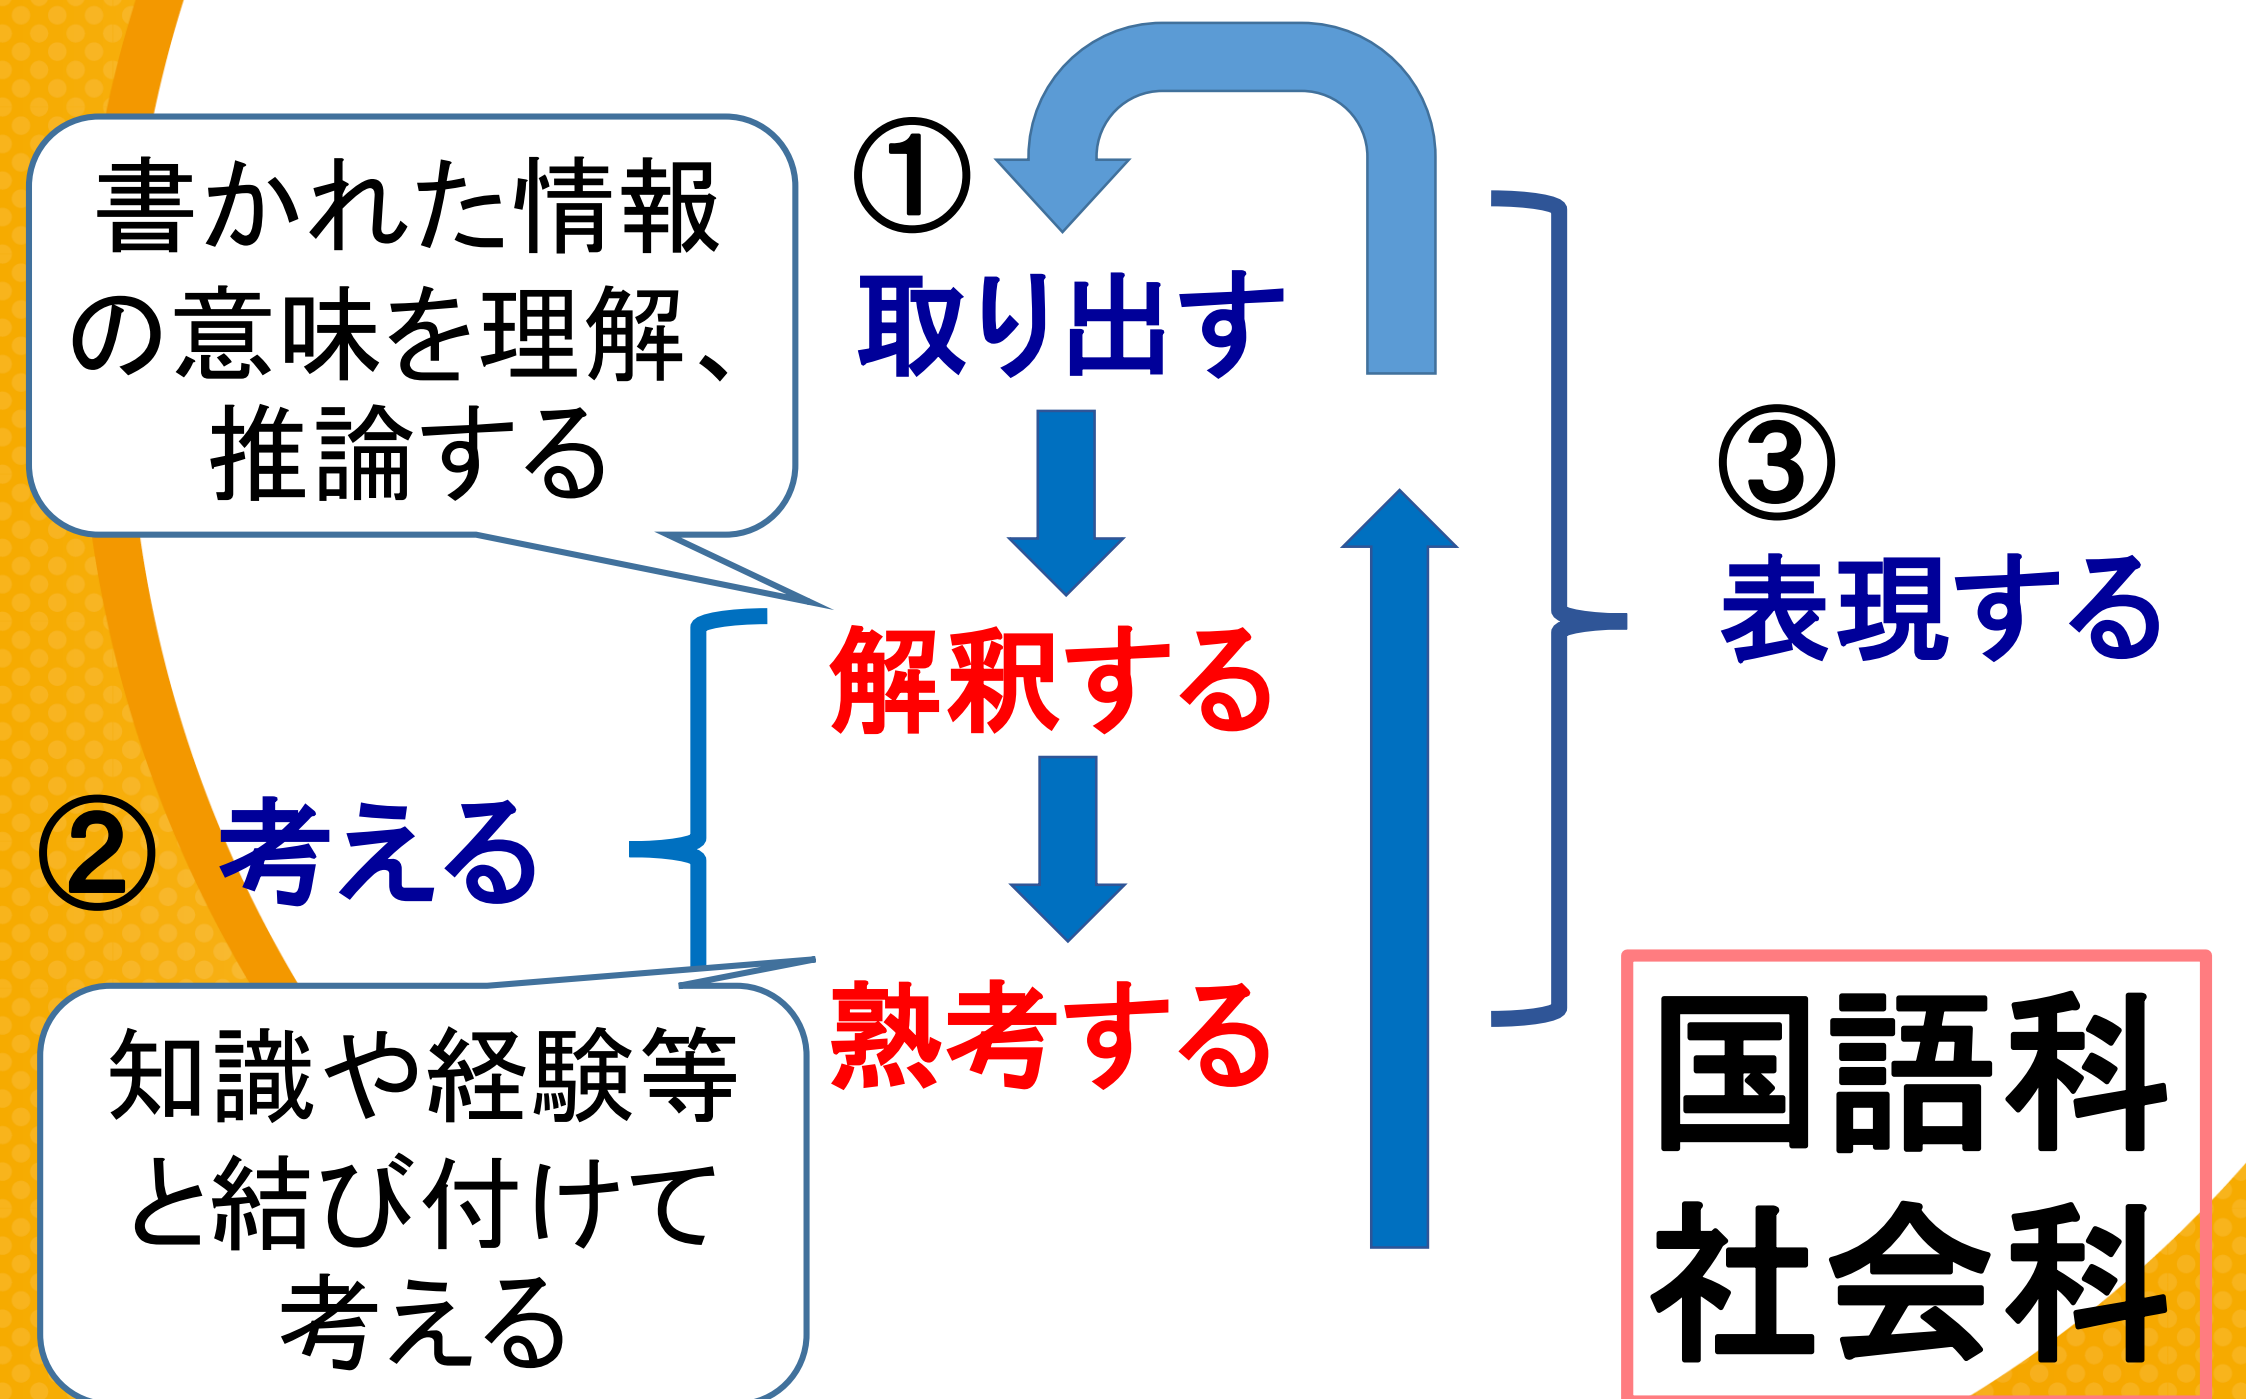 書かれた情報
の意味を理解、
推論する
①
取り出す
解釈する
② 考える
熟考する
知識や経験等
と結び付けて
考える
③
表現する
国語科
社会科